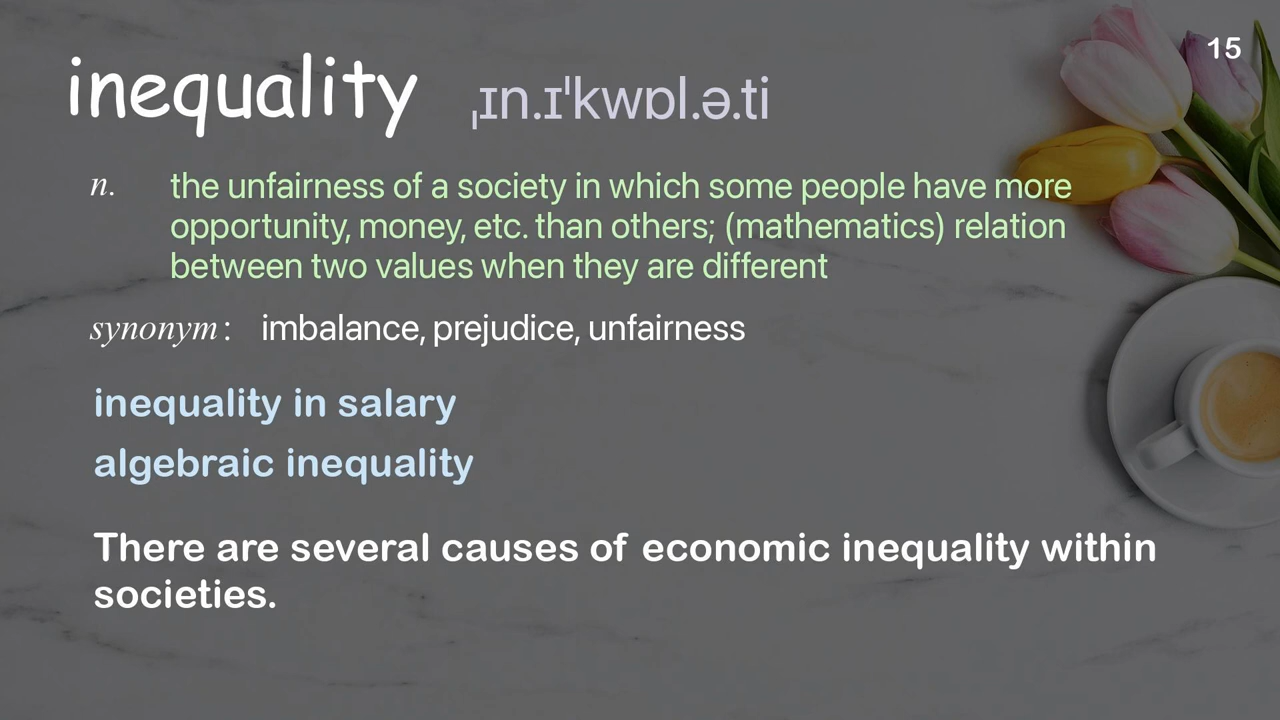 15
inequality ˌɪn.ɪˈkwɒl.ə.ti
n. the unfairness of a society in which some people have more
opportunity, money, etc. than others; (mathematics) relation
between two values when they are different
synonym: imbalance, prejudice, unfairness
inequality in salary
algebraic inequality
There are several causes of economic inequality within
societies.